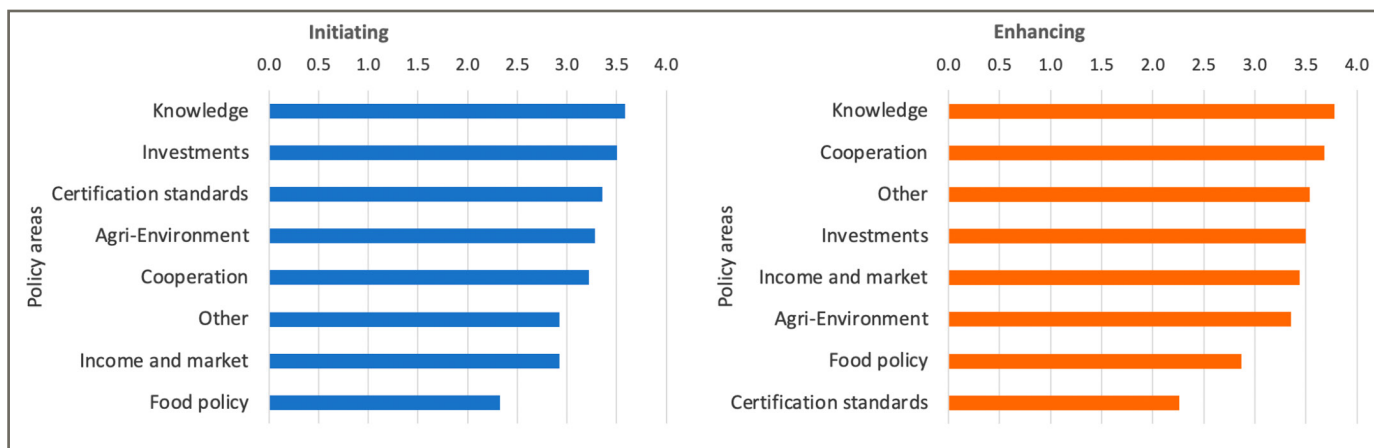 Initiating
0.0 0.5 1.0 1.5 2.0 2.5 3.0 3.5 4.0
Policy areas
Knowledge
Investments
Certification standards
Agri-Environment
Cooperation
Other
Income and market
Food policy
Enhancing
0.0 0.5 1.0 1.5 2.0 2.5 3.0 3.5 4.0
Policy areas
Knowledge
Cooperation
Other
Investments
Income and market
Agri-Environment
Food policy
Certification standards